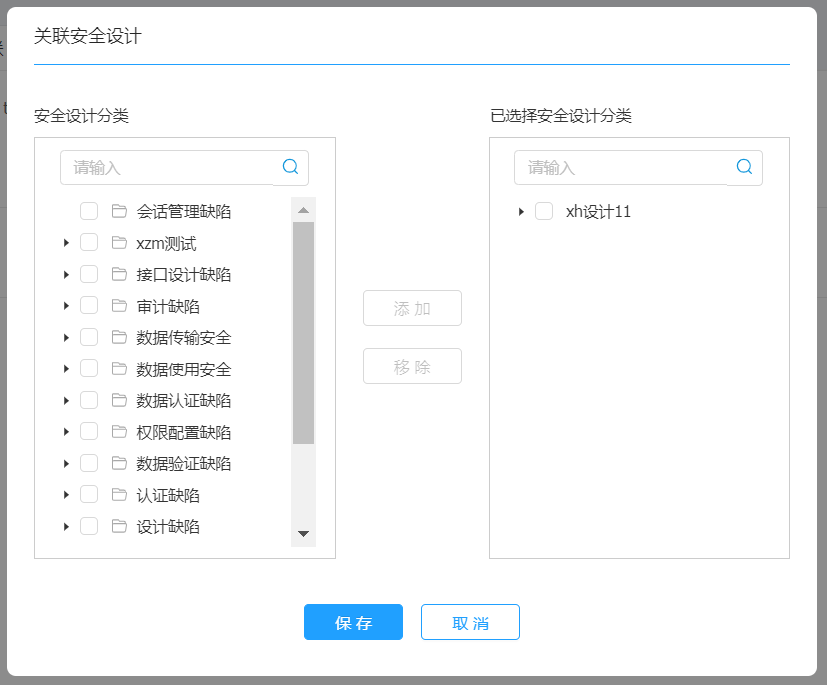 关联安全设计
安全设计分类
已选择安全设计分类
请输入
请输入
会话管理缺陷
xzm测试
接口设计缺陷
审计缺陷
数据传输安全
数据使用安全
数据认证缺陷
权限配置缺陷
数据验证缺陷
认证缺陷
设计缺陷
添 加
移 除
xh设计11
保 存
取 消